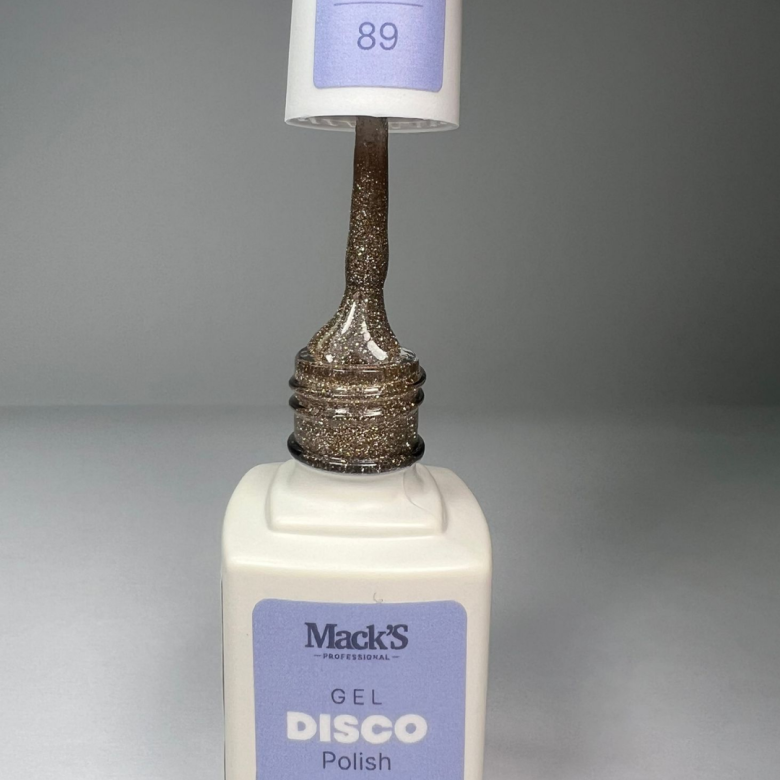 89
Mack'S
PROFESSIONAL
GEL
DISCO
Polish